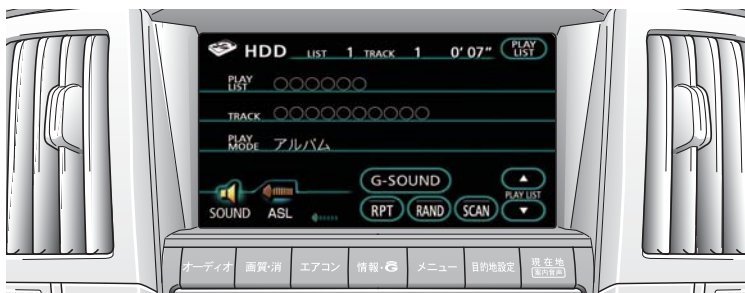 HDD LIST 1 TRACK 1 0' 07" PLAY LIST
PLAY LIST ○○○○○○
TRACK ○○○○○○○○○○
PLAY MODE アルバム
G-SOUND
PLAY LIST
SOUND ASL RPT RAND SCAN
オーディオ 画質・消 エアコン 情報・G メニュー 目的地設定 現在地 案内音声